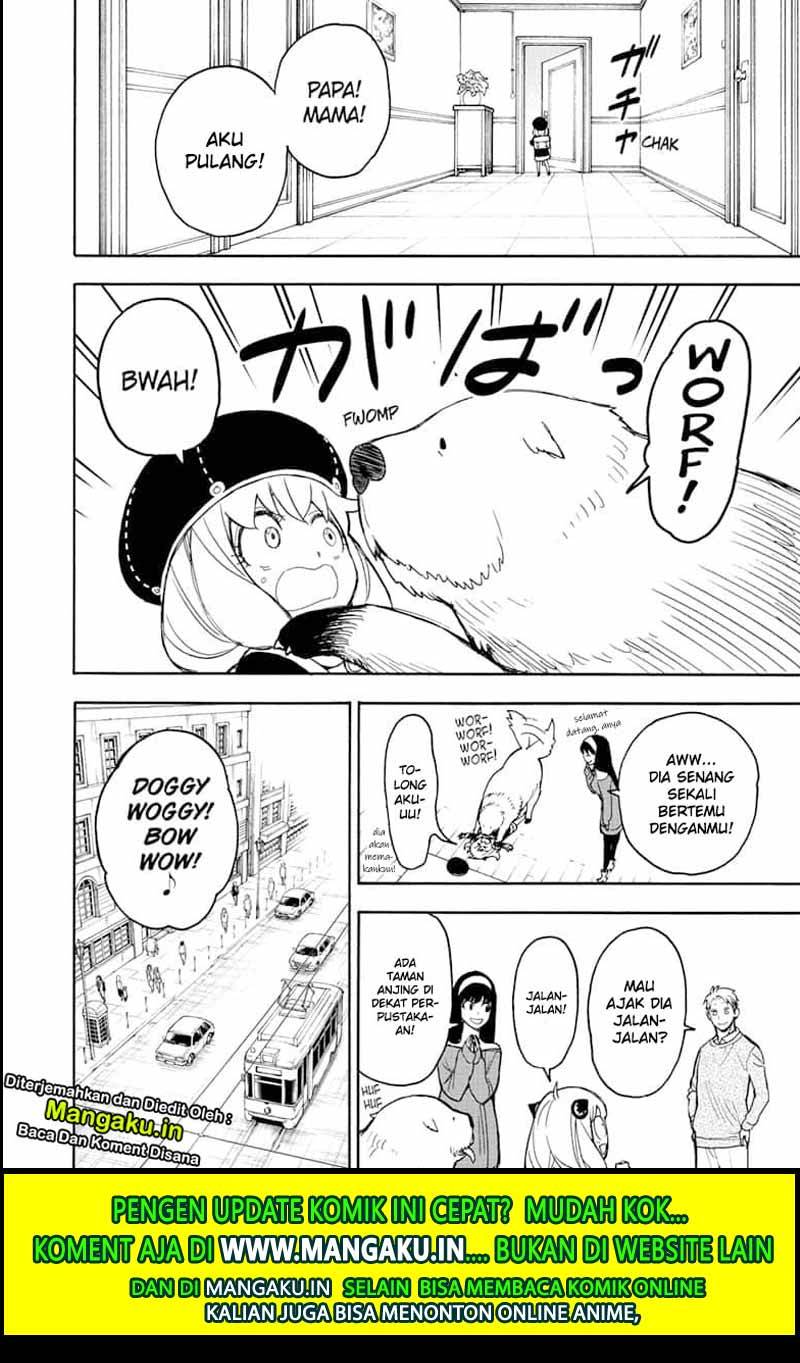 PAPA!
MAMA!
AKU
PULANG!
ガチャ
CHAK
WORF!
がばっ
FWOMP
BWAH!
AWW...
DIA SENANG
SEKALI
BERTEMU
DENGANMU!
selamat
datang, anya
WOR-
WORF!
WOR-
WORF!
TO-
LONG
AKU-
UU!
dia
akan
mema-
kankuu!
MAU
AJAK DIA
JALAN-
JALAN?
JALAN-
JALAN!
ADA
TAMAN
ANJING DI
DEKAT PER-
PUSTAKA-
AN!
HUF
HUF
DOGGY
WOGGY!
BOW
WOW!
♪
Diterjemahkan dan Diedit Oleh :
Mangaku.in
Baca Dan Koment Disana
PENGEN UPDATE KOMIK INI CEPAT? MUDAH KOK....
KOMENT AJA DI WWW.MANGAKU.IN.... BUKAN DI WEBSITE LAIN
DAN DI MANGAKU.IN SELAIN BISA MEMBACA KOMIK ONLINE
KALIAN JUGA BISA MENONTON ONLINE ANIME,